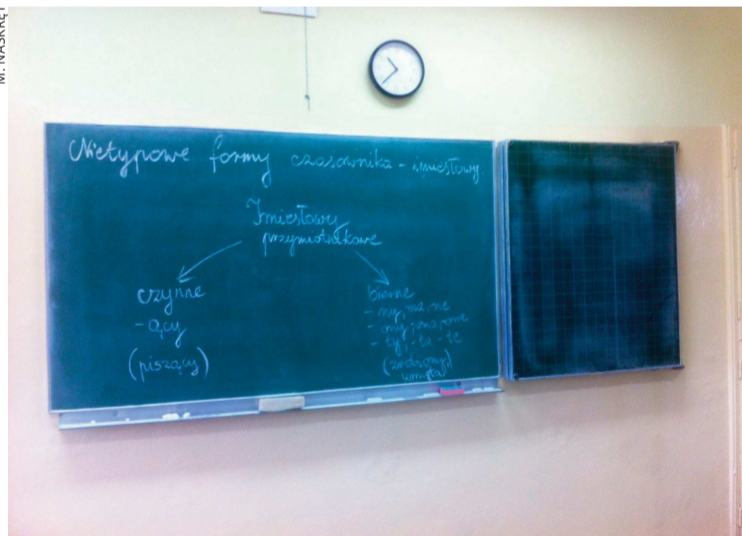 M. NASKRĘT
Nietypowe formy czasownika - imiesłowy.
Imiesłowy
przymiotnikowe
czynne
- ący
(piszący)
bierne
- ny, na, ne
- ony, ona, one
- ty, - ta - te